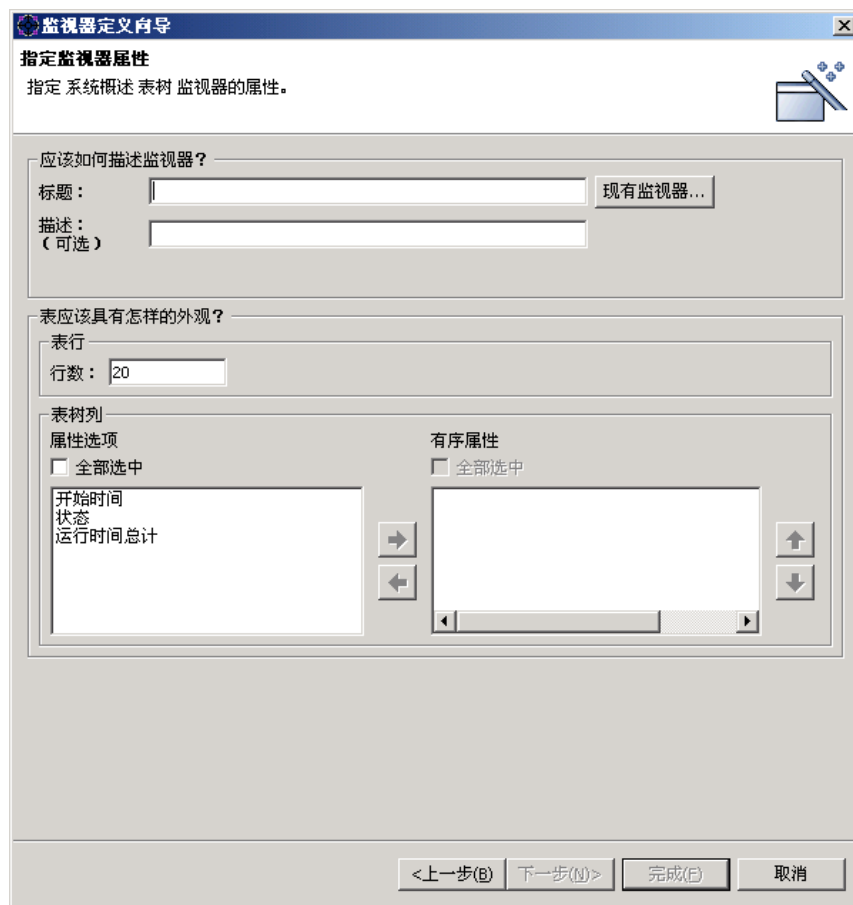 监视器定义向导
指定监视器属性
指定 系统概述 表树 监视器的属性。
应该如何描述监视器？
标题：
现有监视器...
描述：
（可选）
表应该具有怎样的外观？
表行
行数： 20
表树列
属性选项
有序属性
全部选中
全部选中
开始时间
状态
运行时间总计
<上一步(B)
下一步(N)>
完成(F)
取消